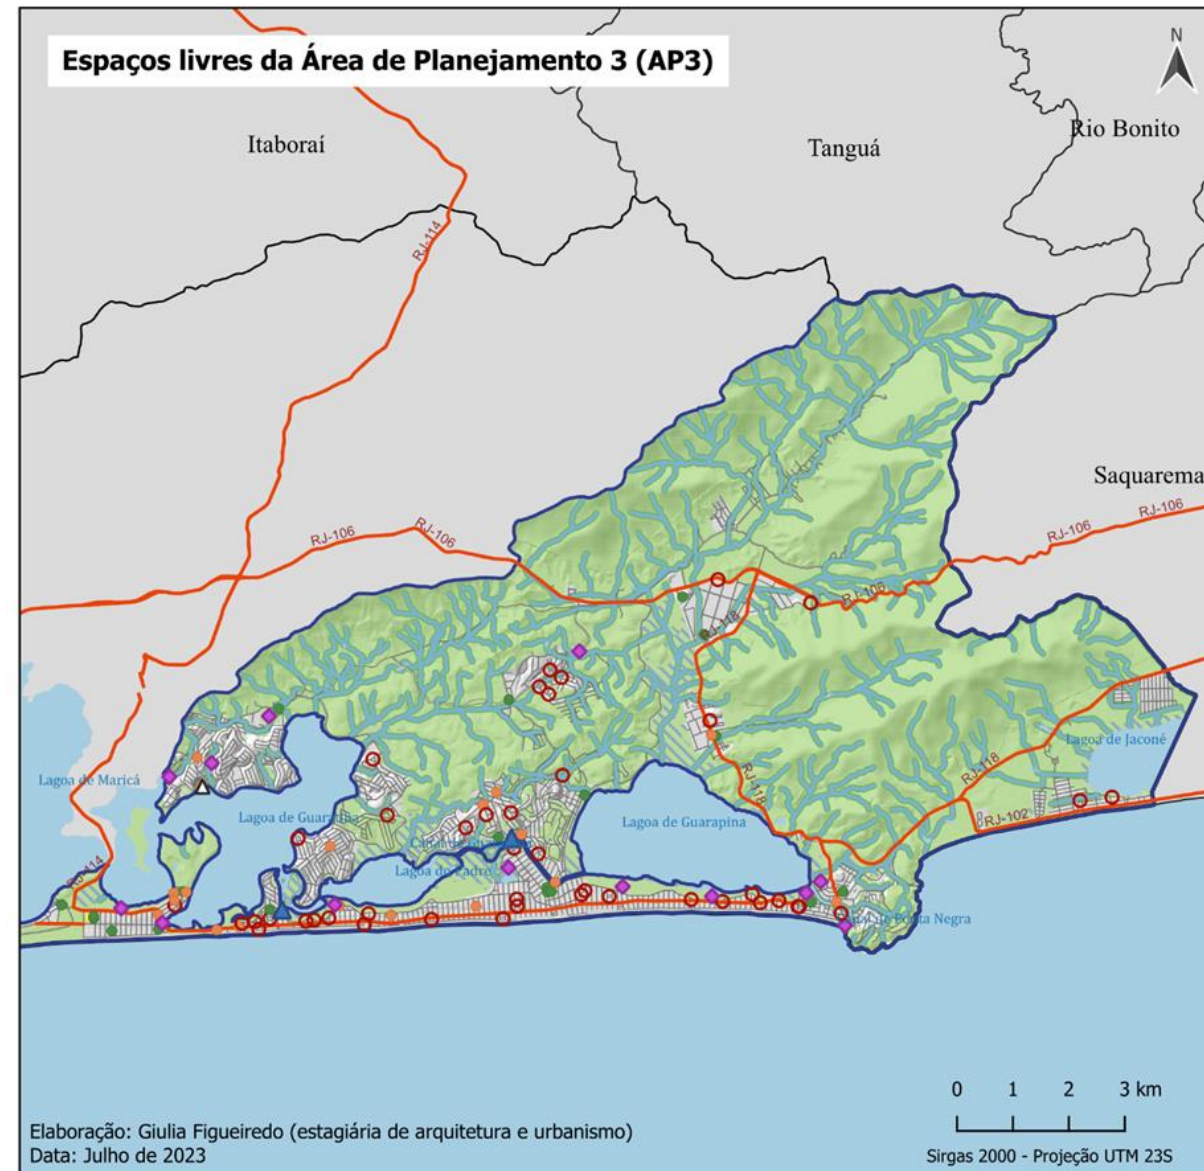 Espaços livres da Área de Planejamento 3 (AP3)
N
Rio Bonito
Itaboraí
Tanguá
RJ-114
Saquarema
RJ-106
RJ-106
RJ-106
RJ-106
RJ-106
RJ-118
Lagoa de Jaconé
Lagoa de Maricá
RJ-118
RJ-118
Lagoa de
Lagoa de Guarapina
RJ-102
Lagoa do Padre
RJ-114
Negra
0 1 2 3 km
Elaboração: Giulia Figueiredo (estagiária de arquitetura e urbanismo)
Data: Julho de 2023
Sirgas 2000 - Projeção UTM 23S